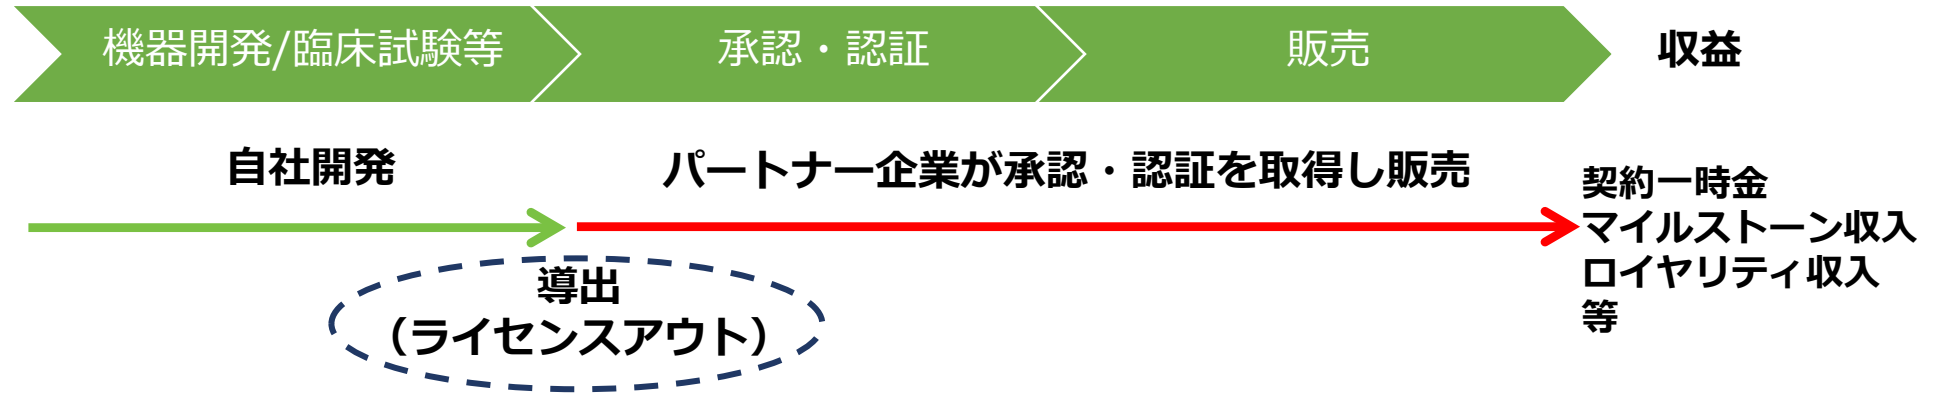 機器開発/臨床試験等
承認・認証
販売
収益
自社開発
パートナー企業が承認・認証を取得し販売
契約一時金
マイルストーン収入
ロイヤリティ収入
等
導出
（ライセンスアウト）